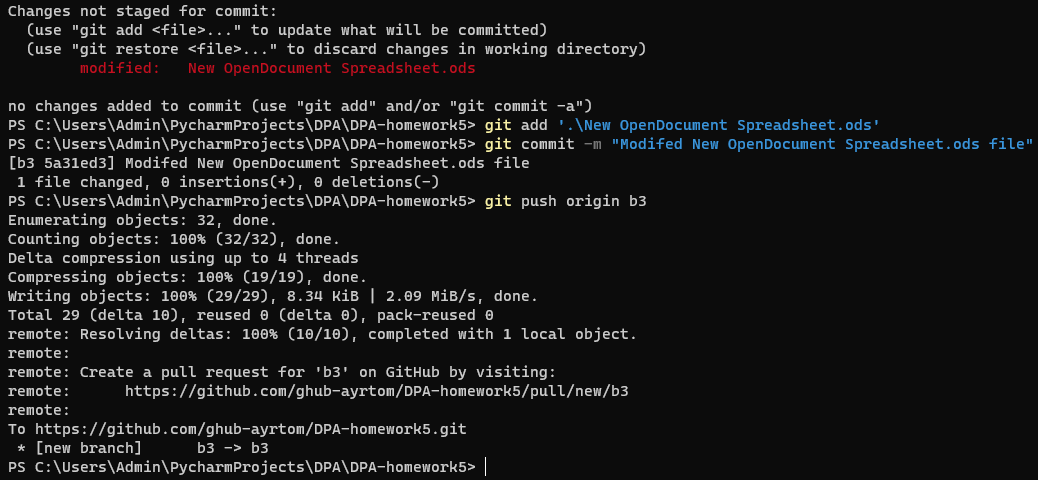 Changes not staged for commit:
  (use "git add <file>..." to update what will be committed)
  (use "git restore <file>..." to discard changes in working directory)
        modified:   New OpenDocument Spreadsheet.ods

no changes added to commit (use "git add" and/or "git commit -a")
PS C:\Users\Admin\PycharmProjects\DPA\DPA-homework5> git add '.\New OpenDocument Spreadsheet.ods'
PS C:\Users\Admin\PycharmProjects\DPA\DPA-homework5> git commit -m "Modifed New OpenDocument Spreadsheet.ods file"
[b3 5a31ed3] Modifed New OpenDocument Spreadsheet.ods file
 1 file changed, 0 insertions(+), 0 deletions(-)
PS C:\Users\Admin\PycharmProjects\DPA\DPA-homework5> git push origin b3
Enumerating objects: 32, done.
Counting objects: 100% (32/32), done.
Delta compression using up to 4 threads
Compressing objects: 100% (19/19), done.
Writing objects: 100% (29/29), 8.34 KiB | 2.09 MiB/s, done.
Total 29 (delta 10), reused 0 (delta 0), pack-reused 0
remote: Resolving deltas: 100% (10/10), completed with 1 local object.
remote:
remote: Create a pull request for 'b3' on GitHub by visiting:
remote:      https://github.com/ghub-ayrtom/DPA-homework5/pull/new/b3
remote:
To https://github.com/ghub-ayrtom/DPA-homework5.git
 * [new branch]      b3 -> b3
PS C:\Users\Admin\PycharmProjects\DPA\DPA-homework5>